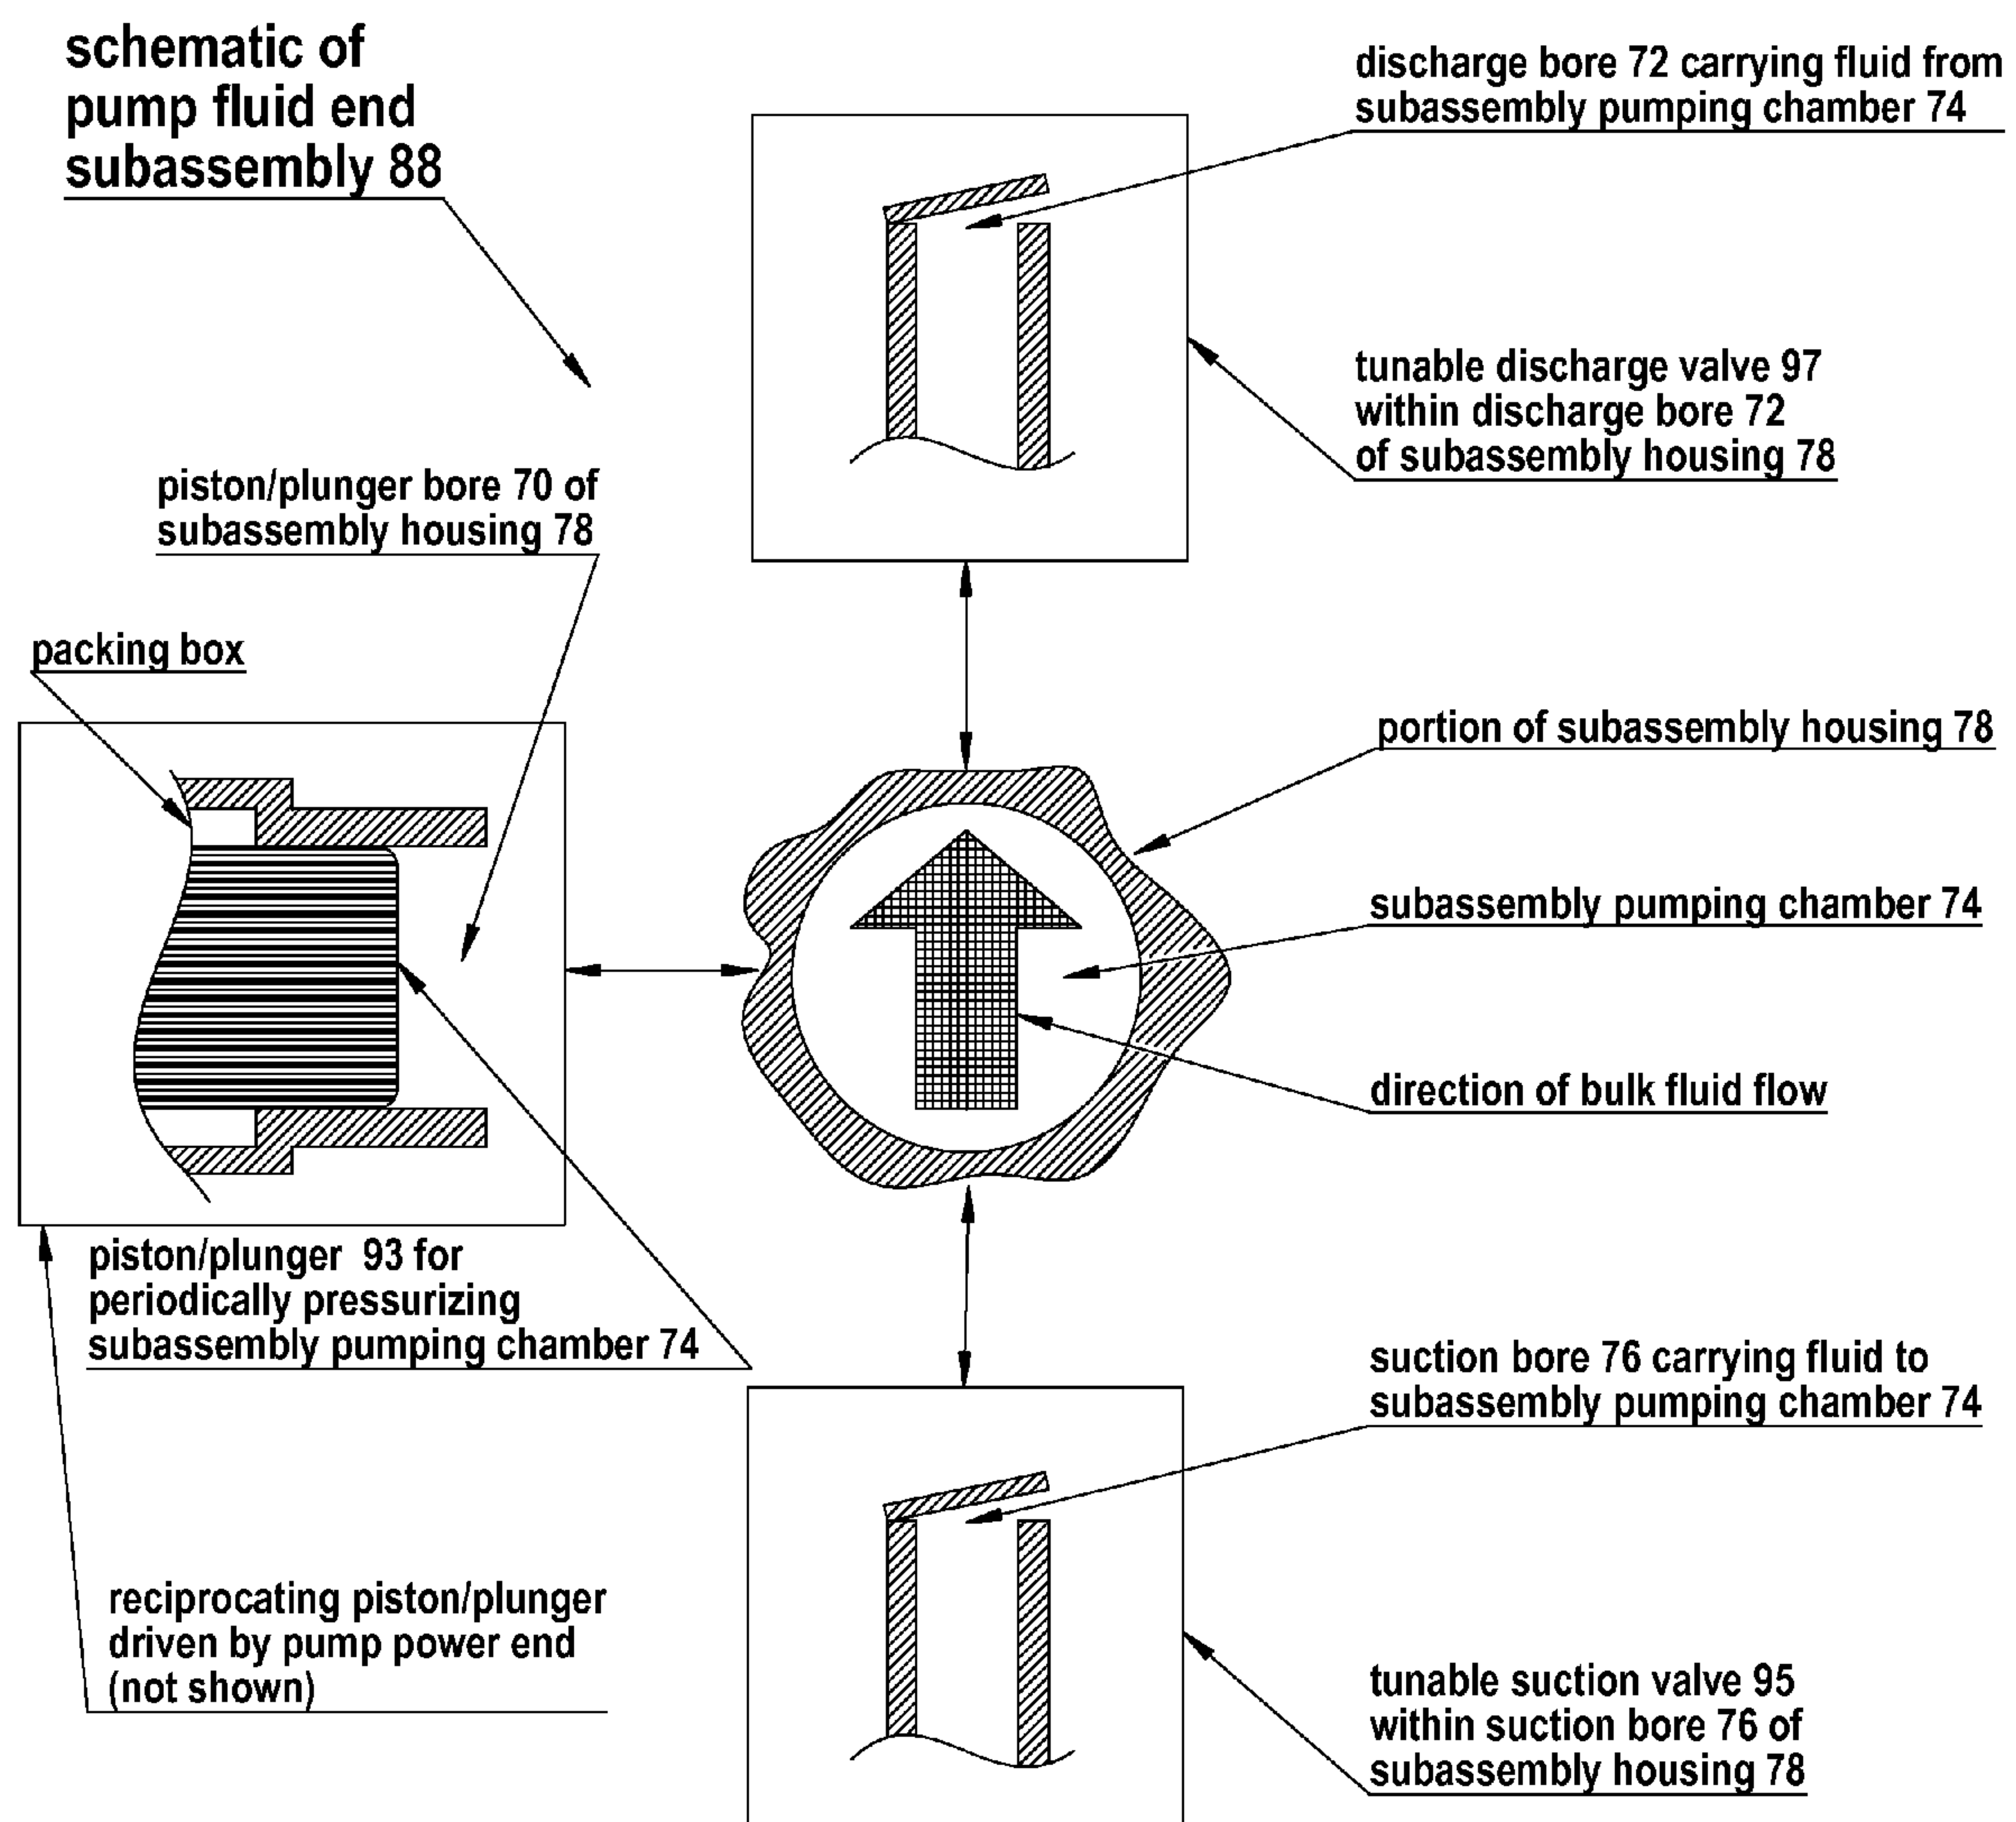 schematic of
pump fluid end
subassembly 88
discharge bore 72 carrying fluid from
subassembly pumping chamber 74
tunable discharge valve 97
within discharge bore 72
of subassembly housing 78
piston/plunger bore 70 of
subassembly housing 78
packing box
portion of subassembly housing 78
subassembly pumping chamber 74
direction of bulk fluid flow
piston/plunger 93 for
periodically pressurizing
subassembly pumping chamber 74
suction bore 76 carrying fluid to
subassembly pumping chamber 74
reciprocating piston/plunger
driven by pump power end
(not shown)
tunable suction valve 95
within suction bore 76 of
subassembly housing 78